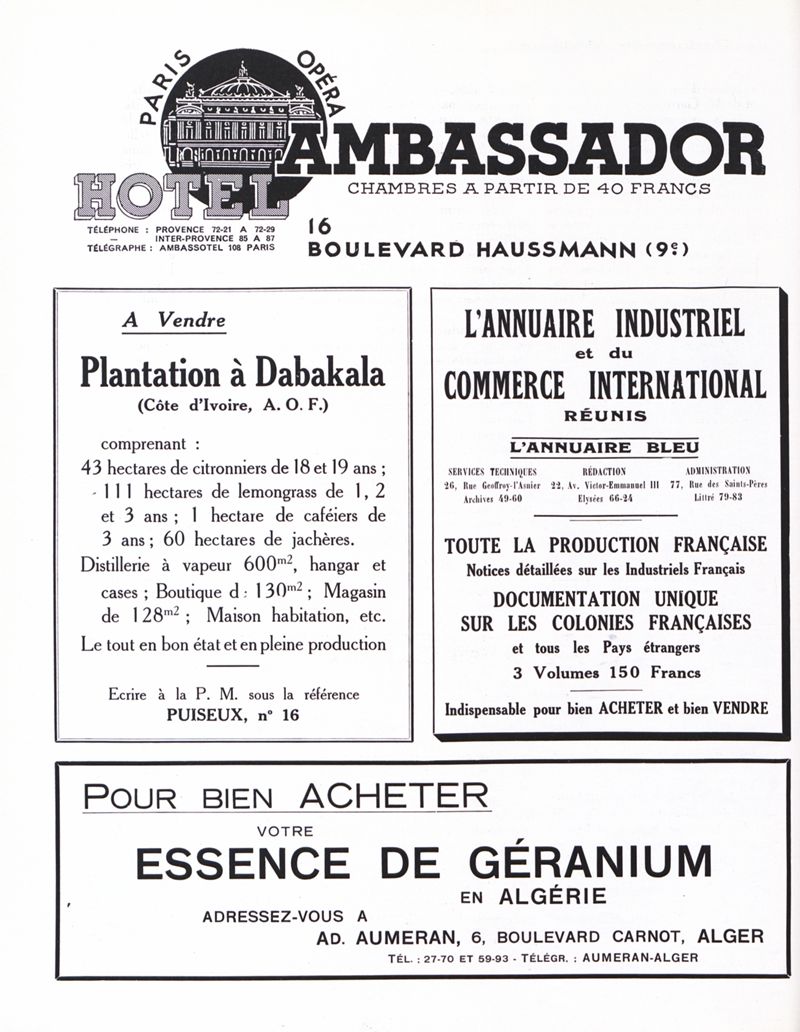 PARIS OPÉRA
HOTEL AMBASSADOR
CHAMBRES A PARTIR DE 40 FRANCS
TÉLÉPHONE : PROVENCE 72-21 A 72-29
— INTER-PROVENCE 85 A 87
TÉLÉGRAPHE : AMBASSOTEL 108 PARIS
16
BOULEVARD HAUSSMANN (9e.)
A Vendre
Plantation à Dabakala
(Côte d'Ivoire, A. O. F.)
comprenant :
43 hectares de citronniers de 18 et 19 ans ;
111 hectares de lemongrass de 1, 2
et 3 ans ; 1 hectare de caféiers de
3 ans ; 60 hectares de jachères.
Distillerie à vapeur 600m2, hangar et
cases ; Boutique d : 130m2 ; Magasin
de 128m2 ; Maison habitation, etc.
Le tout en bon état et en pleine production
Ecrire à la P. M. sous la référence
PUISEUX, n° 16
L'ANNUAIRE INDUSTRIEL
et du
COMMERCE INTERNATIONAL
RÉUNIS
L'ANNUAIRE BLEU
SERVICES TECHNIQUES
26, Rue Geoffroy-l'Asnier
Archives 49-60
RÉDACTION
22, Av. Victor-Emmanuel III
Elysées 66-24
ADMINISTRATION
77, Rue des Saints-Pères
Littré 79-83
TOUTE LA PRODUCTION FRANÇAISE
Notices détaillées sur les Industriels Français
DOCUMENTATION UNIQUE
SUR LES COLONIES FRANÇAISES
et tous les Pays étrangers
3 Volumes 150 Francs
Indispensable pour bien ACHETER et bien VENDRE
POUR BIEN ACHETER
VOTRE
ESSENCE DE GÉRANIUM
EN ALGÉRIE
ADRESSEZ-VOUS A
AD. AUMERAN, 6, BOULEVARD CARNOT, ALGER
TÉL. : 27-70 ET 59-93 - TÉLÉGR. : AUMERAN-ALGER